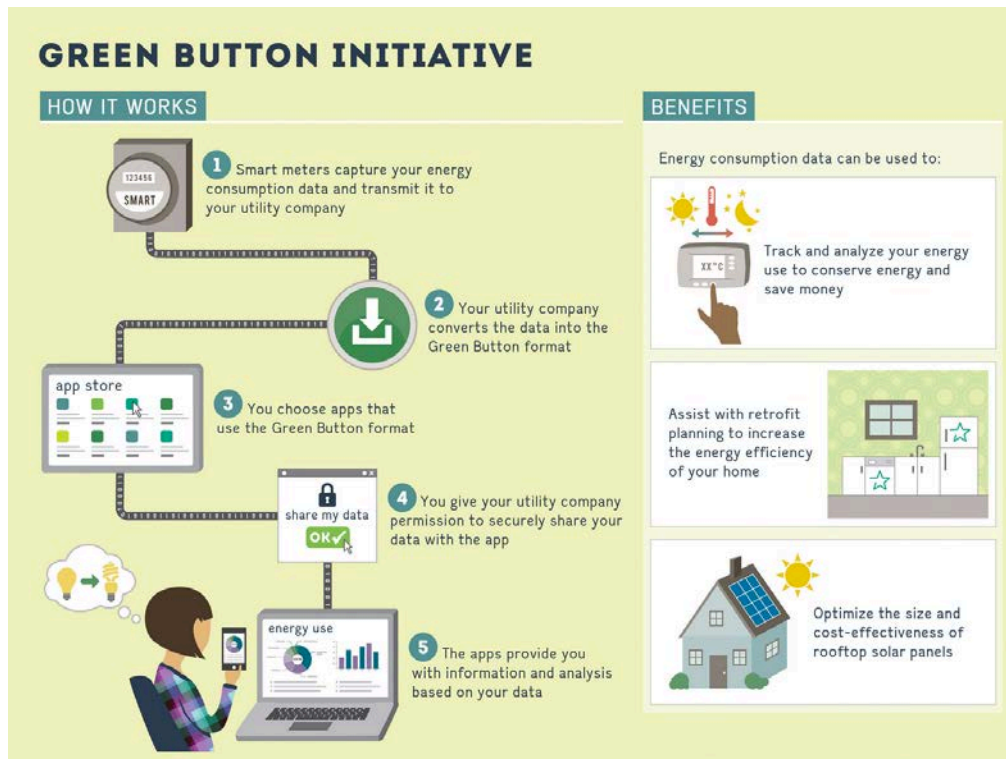 GREEN BUTTON INITIATIVE
HOW IT WORKS
123456
SMART
1 Smart meters capture your energy
consumption data and transmit it to
your utility company
2 Your utility company
converts the data into the
Green Button format
app store
3 You choose apps that
use the Green Button format
share my data
OK
4 You give your utility company
permission to securely share your
data with the app
energy use
5 The apps provide you
with information and analysis
based on your data
BENEFITS
Energy consumption data can be used to:
XX°C
Track and analyze your energy
use to conserve energy and
save money
Assist with retrofit
planning to increase
the energy efficiency
of your home
Optimize the size and
cost-effectiveness of
rooftop solar panels